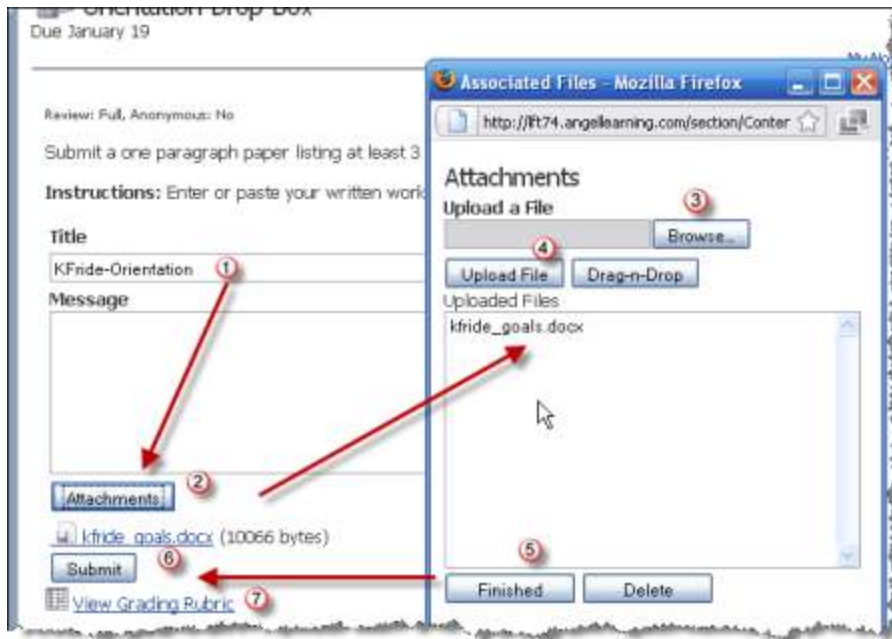 Orientation Drop Box
Due January 19
Review: Full, Anonymous: No
Submit a one paragraph paper listing at least 3
Instructions: Enter or paste your written work
Title
KFride-Orientation 1
Message
Attachments 2
kfride_goals.docx (10066 bytes)
6
Submit
View Grading Rubric 7
Associated Files - Mozilla Firefox
http://lft74.angellearning.com/section/Conter
Attachments
Upload a File
3
Browse...
4
Upload File Drag-n-Drop
Uploaded Files
kfride_goals.docx
5
Finished Delete